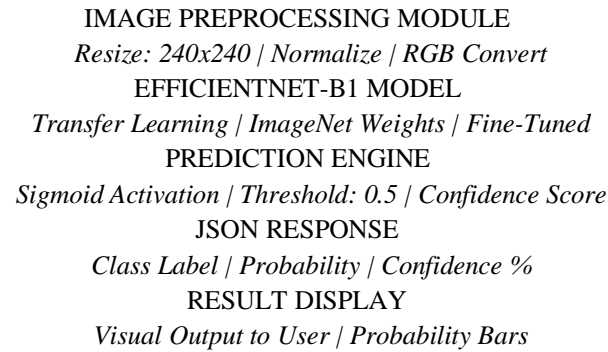 IMAGE PREPROCESSING MODULE
Resize: 240x240 | Normalize | RGB Convert
EFFICIENTNET-B1 MODEL
Transfer Learning | ImageNet Weights | Fine-Tuned
PREDICTION ENGINE
Sigmoid Activation | Threshold: 0.5 | Confidence Score
JSON RESPONSE
Class Label | Probability | Confidence %
RESULT DISPLAY
Visual Output to User | Probability Bars